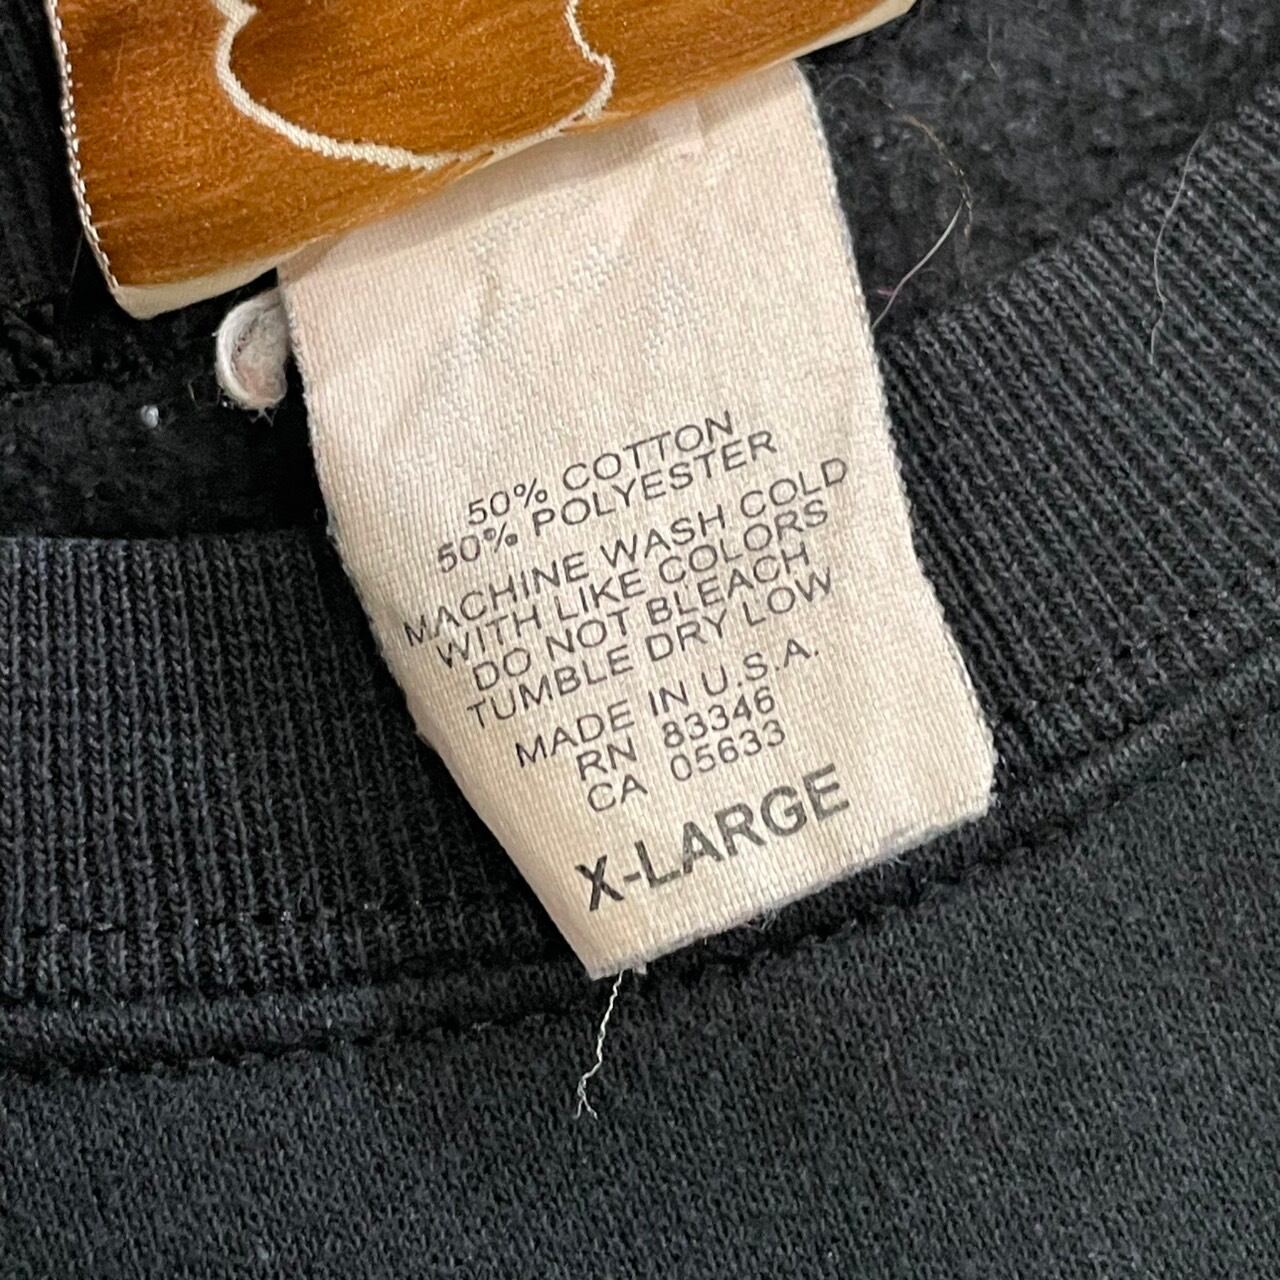 50% COTTON
50% POLYESTER
MACHINE WASH COLD
WITH LIKE COLORS
DO NOT BLEACH
TUMBLE DRY LOW
MADE IN U.S.A.
RN 83346
CA 05633
X-LARGE